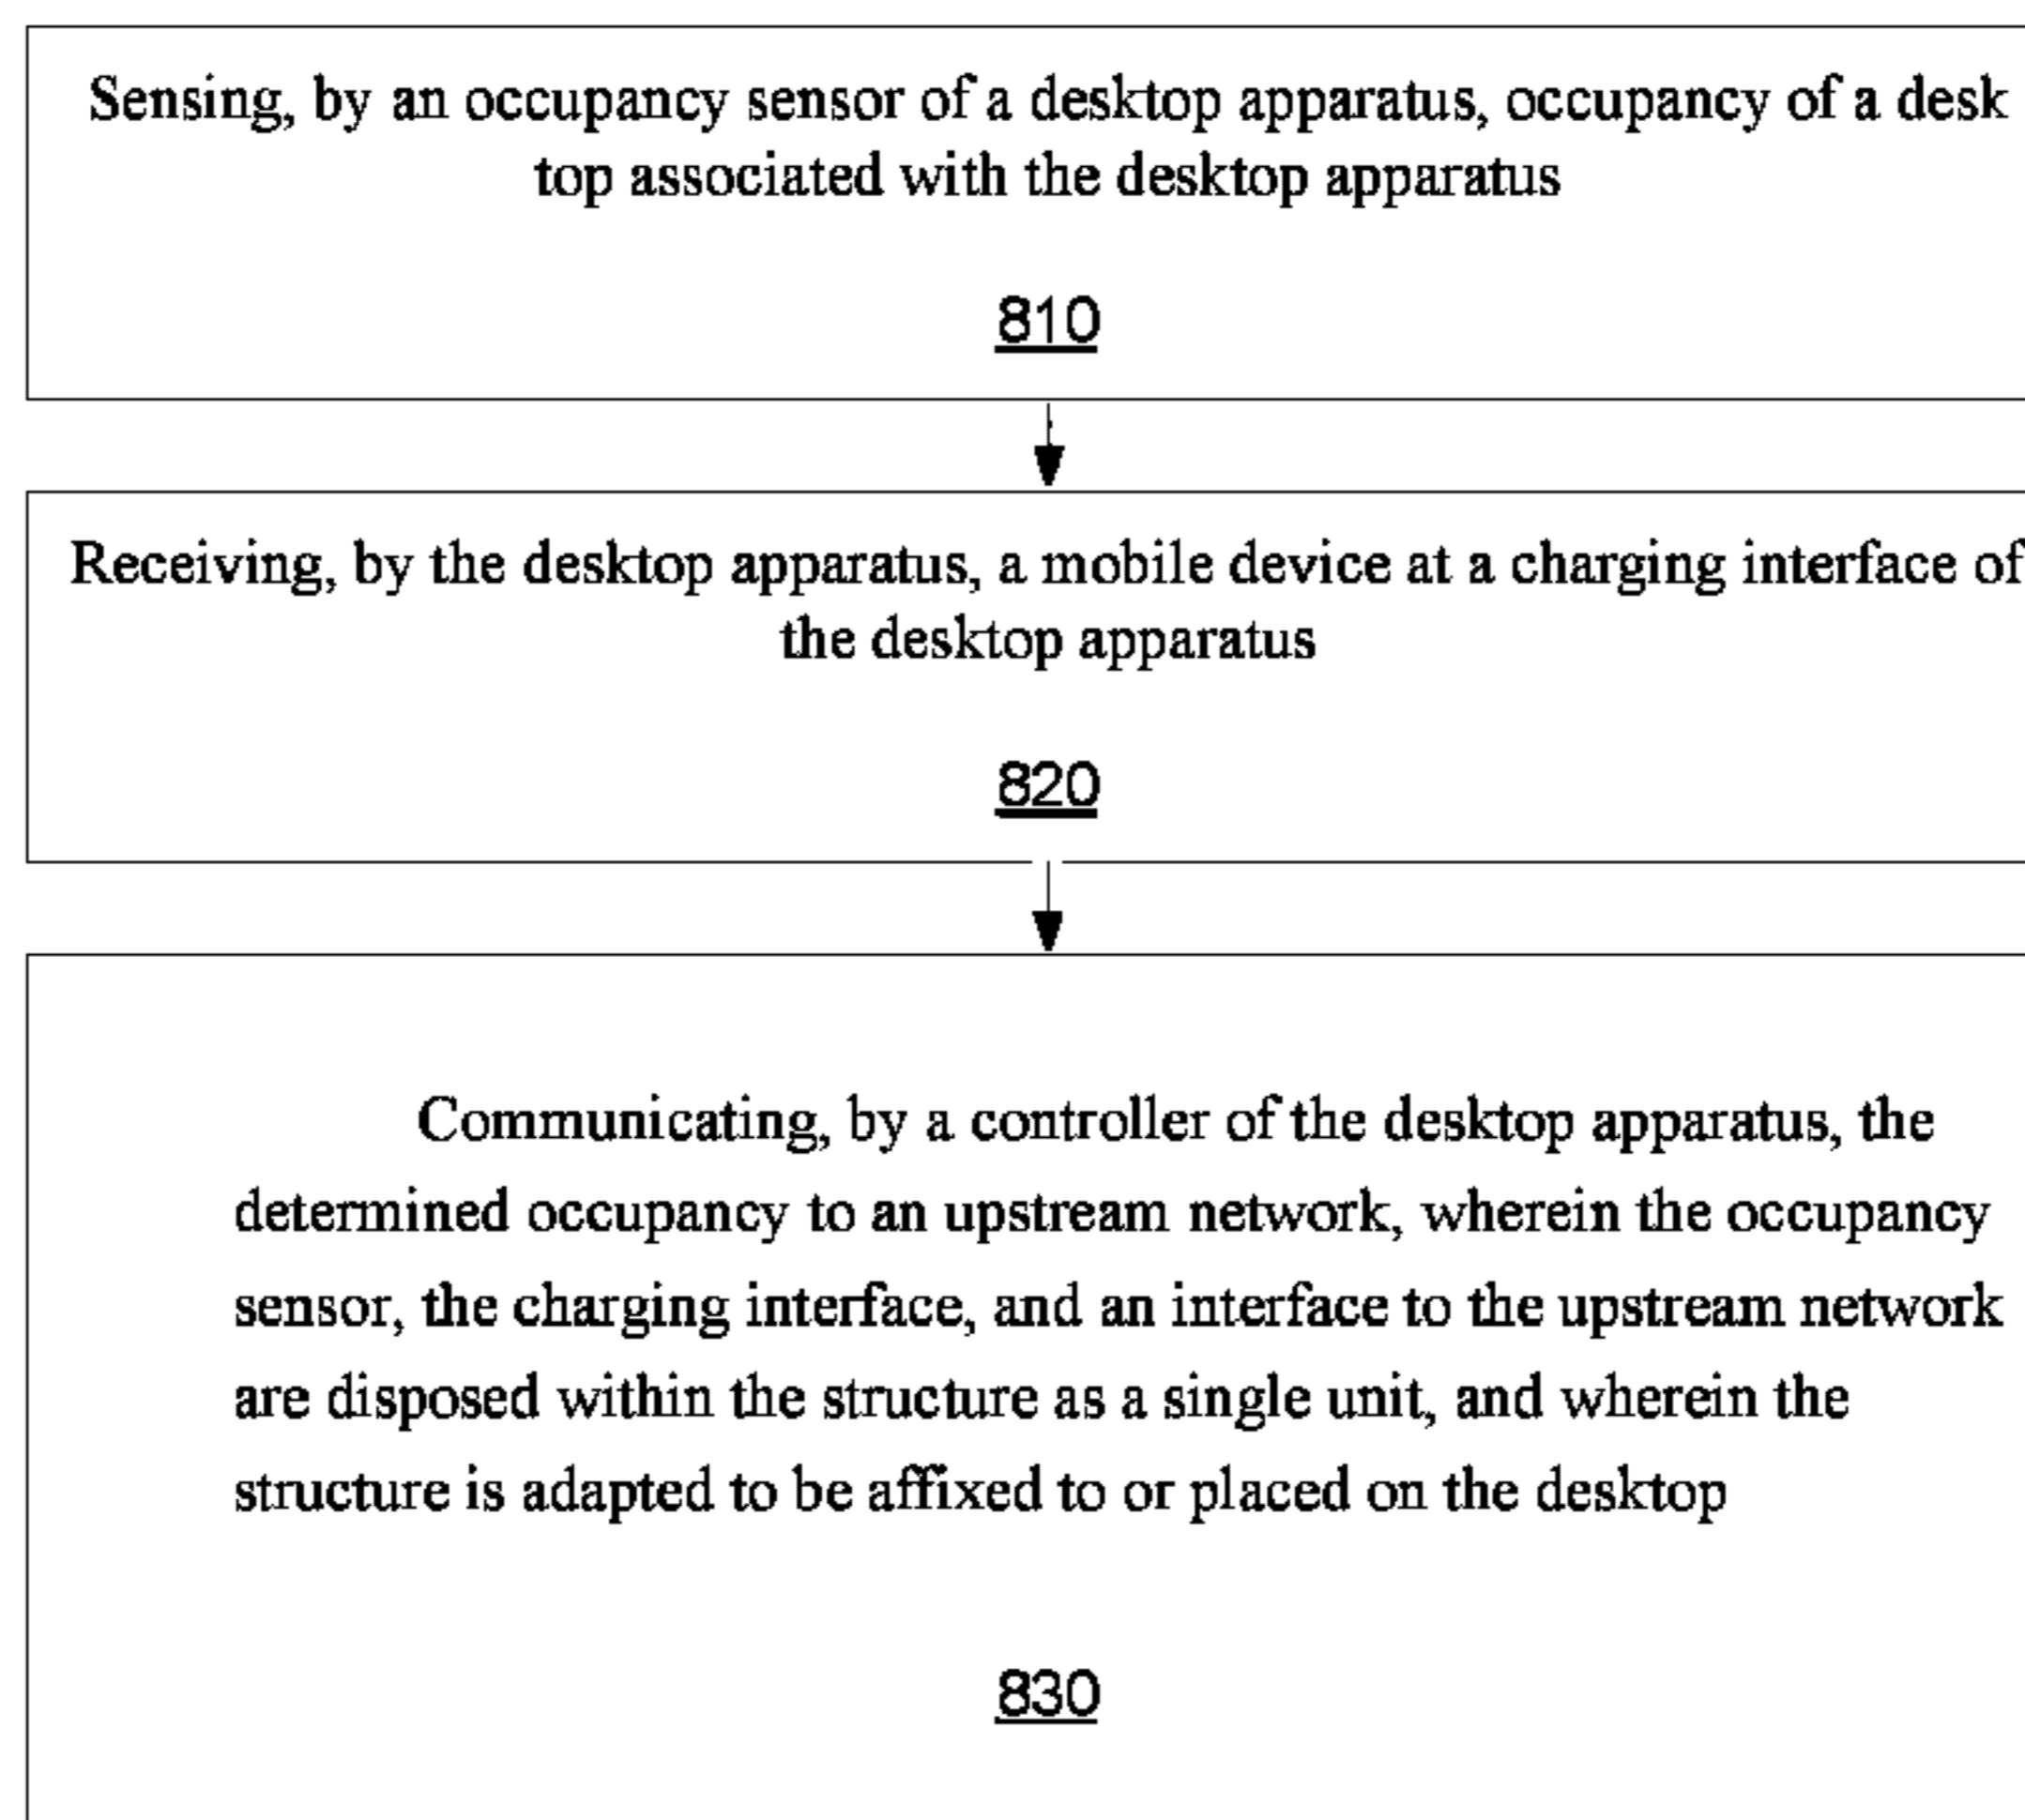 Sensing, by an occupancy sensor of a desktop apparatus, occupancy of a desk
top associated with the desktop apparatus
810
Receiving, by the desktop apparatus, a mobile device at a charging interface of
the desktop apparatus
820
Communicating, by a controller of the desktop apparatus, the
determined occupancy to an upstream network, wherein the occupancy
sensor, the charging interface, and an interface to the upstream network
are disposed within the structure as a single unit, and wherein the
structure is adapted to be affixed to or placed on the desktop
830